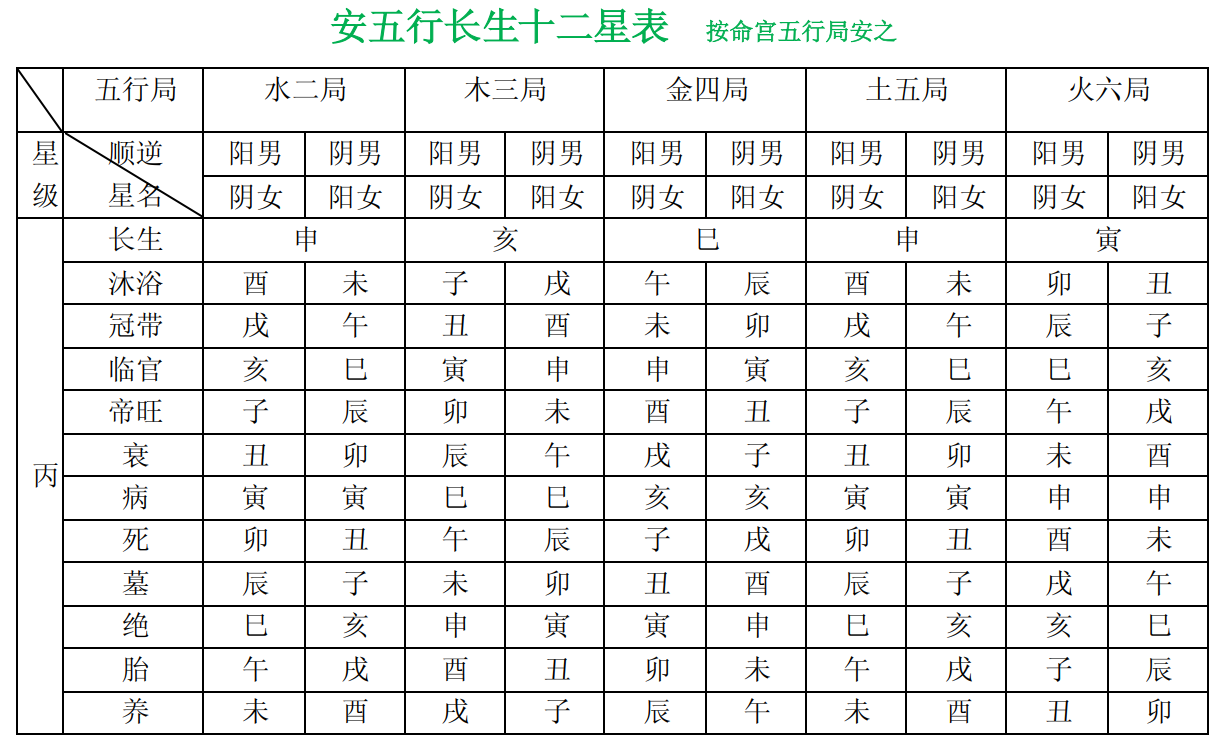 安五行长生十二星表 按命宫五行局安之
五行局 水二局 木三局 金四局 土五局 火六局
星级 顺逆 阳男 阴男 阳男 阴男 阳男 阴男 阳男 阴男 阳男 阴男
星名 阴女 阳女 阴女 阳女 阴女 阳女 阴女 阳女 阴女 阳女
丙 长生 申 亥 巳 申 寅
沐浴 酉 未 子 戌 午 辰 酉 未 卯 丑
冠带 戌 午 丑 酉 未 卯 戌 午 辰 子
临官 亥 巳 寅 申 申 寅 亥 巳 巳 亥
帝旺 子 辰 卯 未 酉 丑 子 辰 午 戌
衰 丑 卯 辰 午 戌 子 丑 卯 未 酉
病 寅 寅 巳 巳 亥 亥 寅 寅 申 申
死 卯 丑 午 辰 子 戌 卯 丑 酉 未
墓 辰 子 未 卯 丑 酉 辰 子 戌 午
绝 巳 亥 申 寅 寅 申 巳 亥 亥 巳
胎 午 戌 酉 丑 卯 未 午 戌 子 辰
养 未 酉 戌 子 辰 午 未 酉 丑 卯